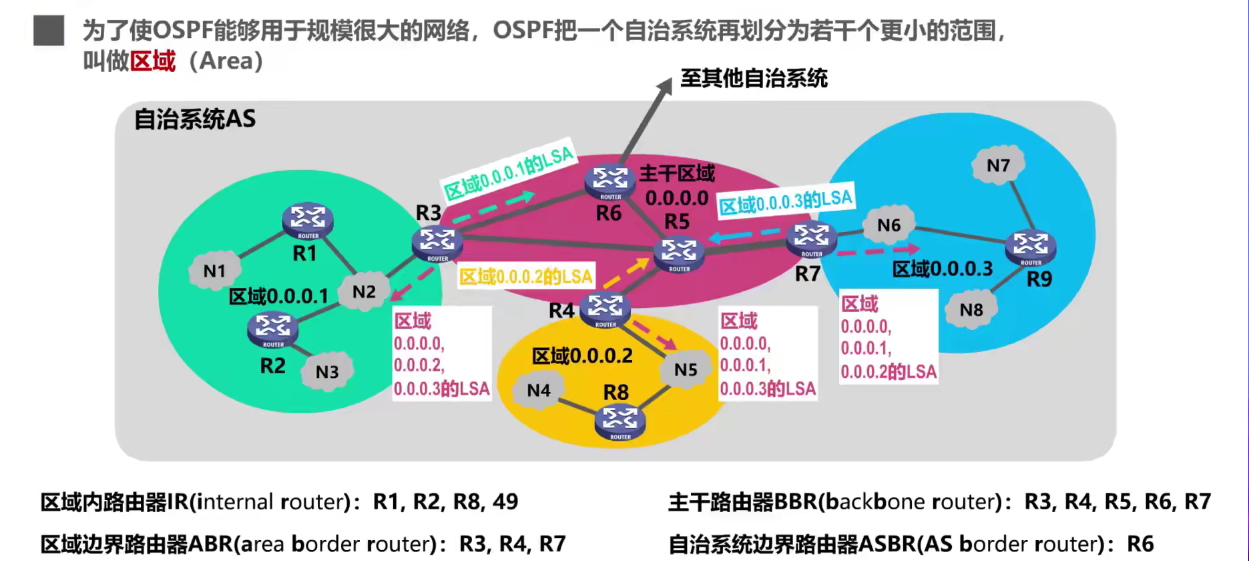 为了使OSPF能够用于规模很大的网络，OSPF把一个自治系统再划分为若干个更小的范围，
叫做区域（Area）
至其他自治系统
自治系统AS
区域0.0.0.1的LSA
主干区域
0.0.0.0
区域0.0.0.3的LSA
N7
R3
ROUTER
R6
ROUTER
R5
ROUTER
R7
ROUTER
N6
R1
ROUTER
N1
N2
区域0.0.0.1
区域0.0.0.2的LSA
区域0.0.0.3
R9
ROUTER
N8
R4
ROUTER
R2
ROUTER
N3
区域
0.0.0.0,
0.0.0.2,
0.0.0.3的LSA
区域0.0.0.2
N4
R8
ROUTER
N5
区域
0.0.0.0,
0.0.0.1,
0.0.0.3的LSA
区域
0.0.0.0,
0.0.0.1,
0.0.0.2的LSA
区域内路由器IR(internal router)：R1, R2, R8, 49
主干路由器BBR(backbone router)：R3, R4, R5, R6, R7
区域边界路由器ABR(area border router)：R3, R4, R7
自治系统边界路由器ASBR(AS border router)：R6